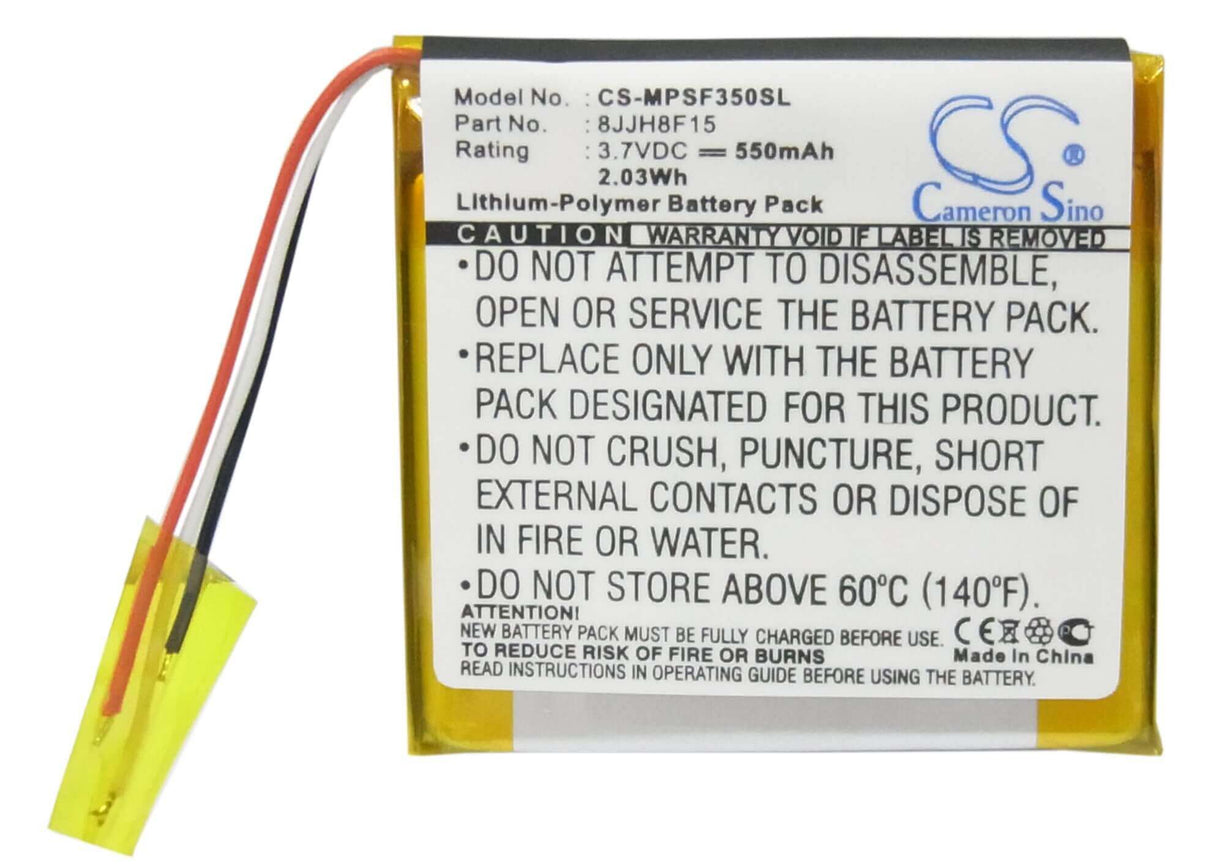 Model No. : CS-MPSF350SL
Part No. : 8JJH8F15
Rating : 3.7VDC ⎓ 550mAh
2.03Wh
Lithium-Polymer Battery Pack
CS ®
Cameron Sino
CAUTION WARRANTY VOID IF LABEL IS REMOVED
•DO NOT ATTEMPT TO DISASSEMBLE,
OPEN OR SERVICE THE BATTERY PACK.
•REPLACE ONLY WITH THE BATTERY
PACK DESIGNATED FOR THIS PRODUCT.
•DO NOT CRUSH, PUNCTURE, SHORT
EXTERNAL CONTACTS OR DISPOSE OF
IN FIRE OR WATER.
•DO NOT STORE ABOVE 60ºC (140ºF).
ATTENTION!
NEW BATTERY PACK MUST BE FULLY CHARGED BEFORE USE.
TO REDUCE RISK OF FIRE OR BURNS
READ INSTRUCTIONS IN OPERATING GUIDE BEFORE USING THE BATTERY.
CE
Made in China